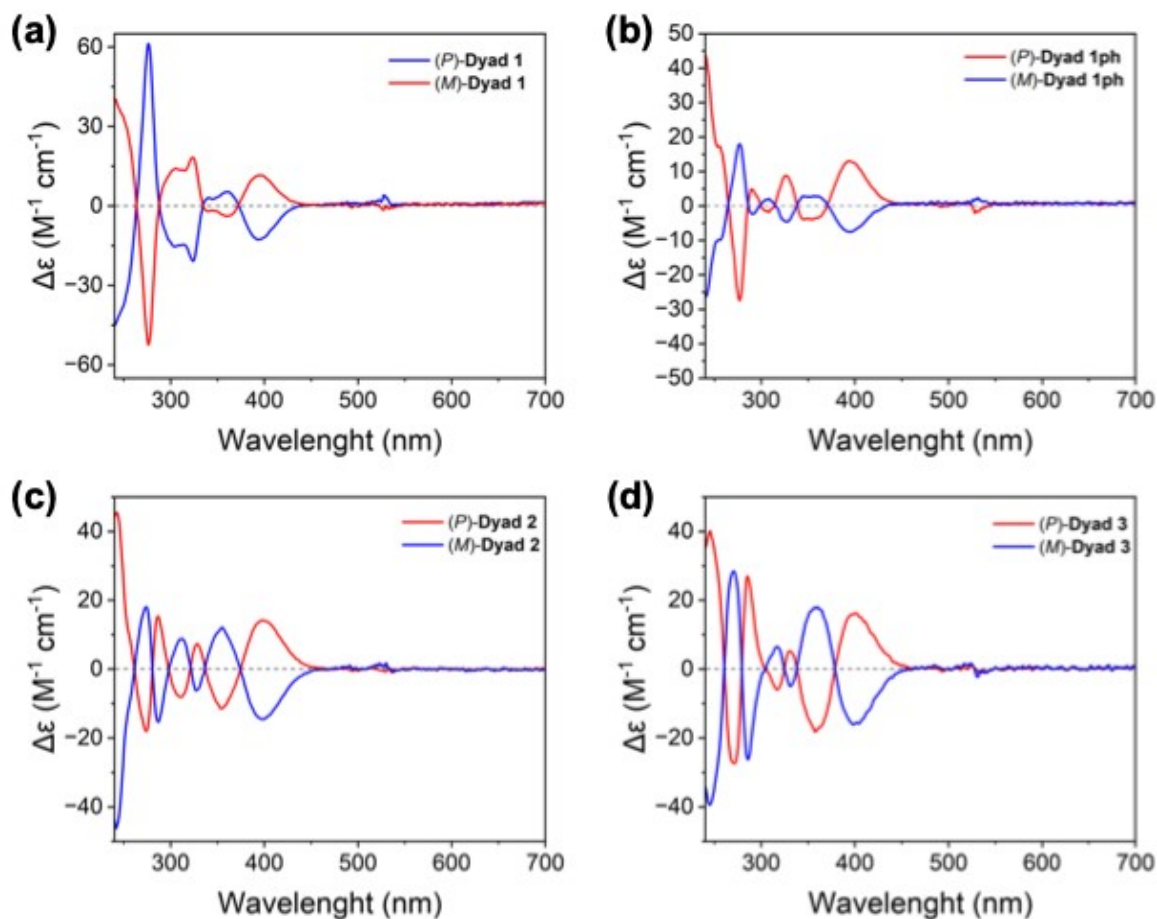 (a)
(P)-Dyad 1
(M)-Dyad 1
60
30
0
−30
−60
Δε (M⁻¹ cm⁻¹)
300 400 500 600 700
Wavelenght (nm)
(b)
(P)-Dyad 1ph
(M)-Dyad 1ph
50
40
30
20
10
0
−10
−20
−30
−40
−50
Δε (M⁻¹ cm⁻¹)
300 400 500 600 700
Wavelenght (nm)
(c)
(P)-Dyad 2
(M)-Dyad 2
40
20
0
−20
−40
Δε (M⁻¹ cm⁻¹)
300 400 500 600 700
Wavelenght (nm)
(d)
(P)-Dyad 3
(M)-Dyad 3
40
20
0
−20
−40
Δε (M⁻¹ cm⁻¹)
300 400 500 600 700
Wavelenght (nm)